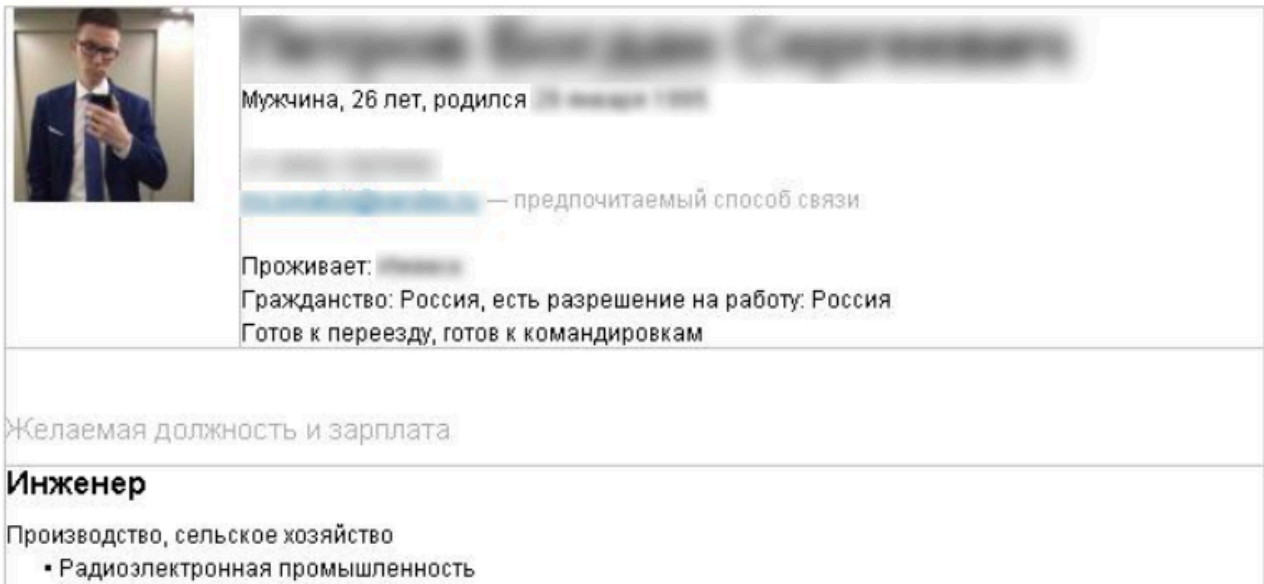 Мужчина, 26 лет, родился
— предпочитаемый способ связи
Проживает:
Гражданство: Россия, есть разрешение на работу: Россия
Готов к переезду, готов к командировкам
Желаемая должность и зарплата
Инженер
Производство, сельское хозяйство
• Радиоэлектронная промышленность